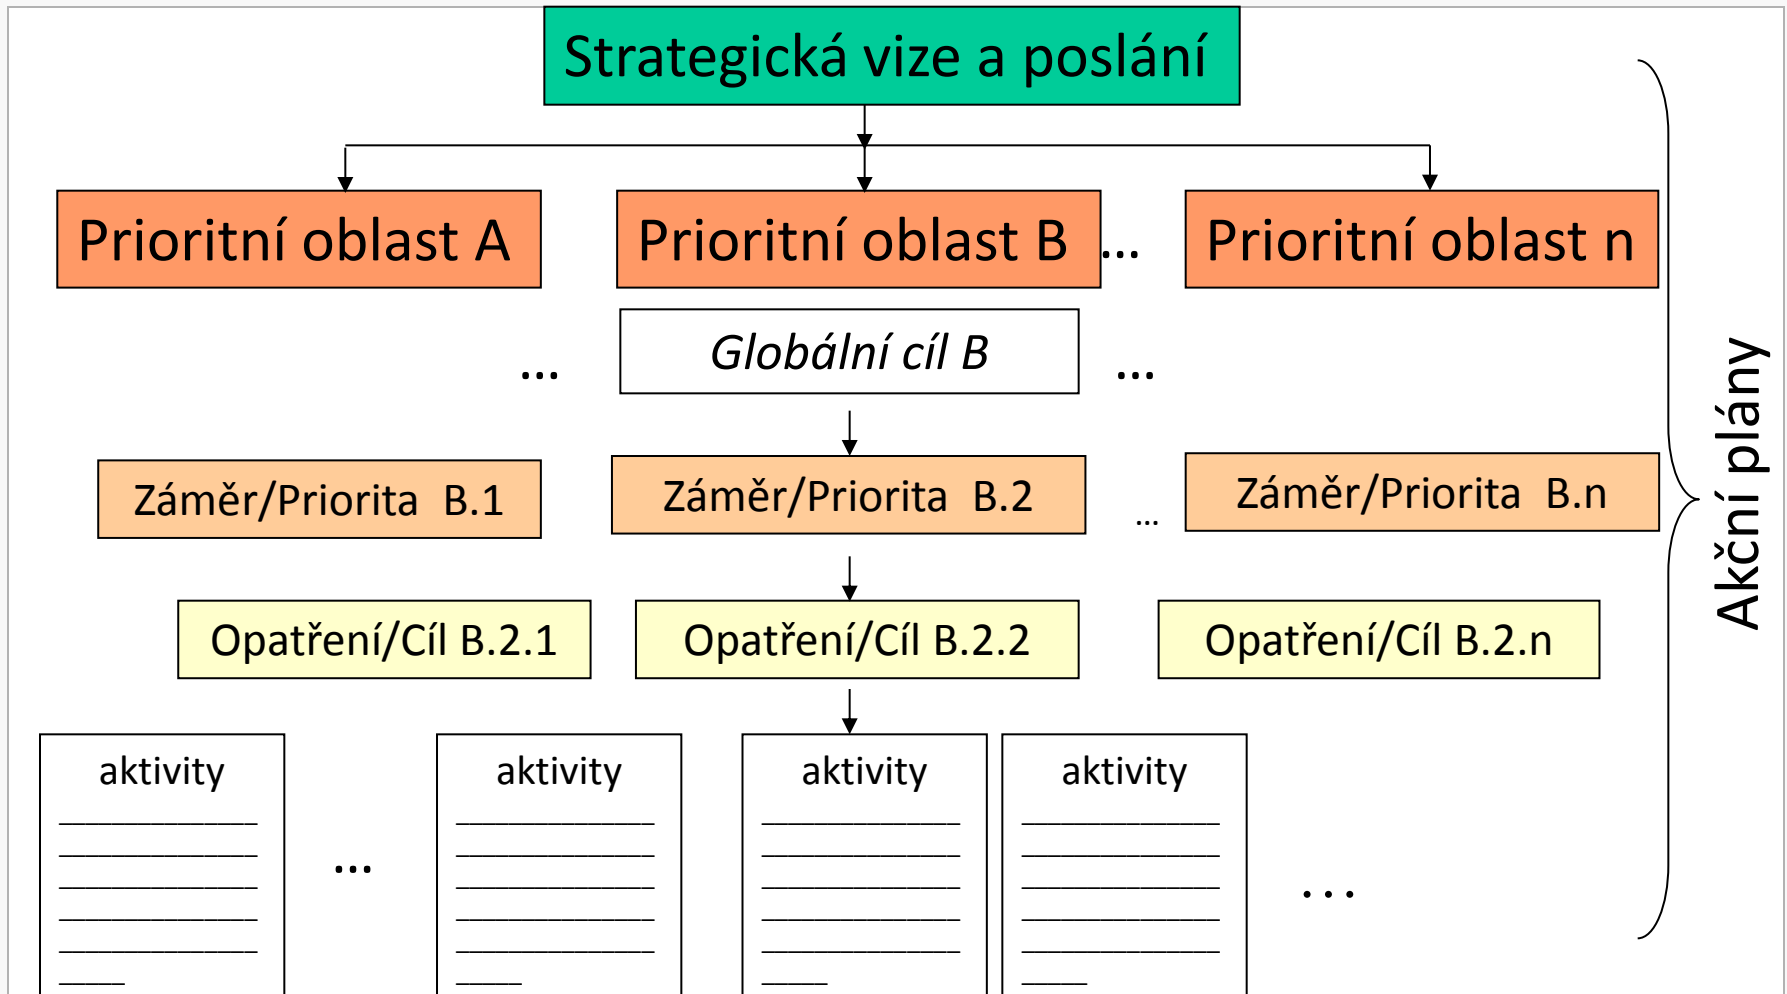 Strategická vize a poslání
Prioritní oblast A
Prioritní oblast B
...
Prioritní oblast n
...
Globální cíl B
...
Záměr/Priorita B.1
Záměr/Priorita B.2
...
Záměr/Priorita B.n
Opatření/Cíl B.2.1
Opatření/Cíl B.2.2
Opatření/Cíl B.2.n
aktivity
...
aktivity
aktivity
aktivity
...
Akční plány